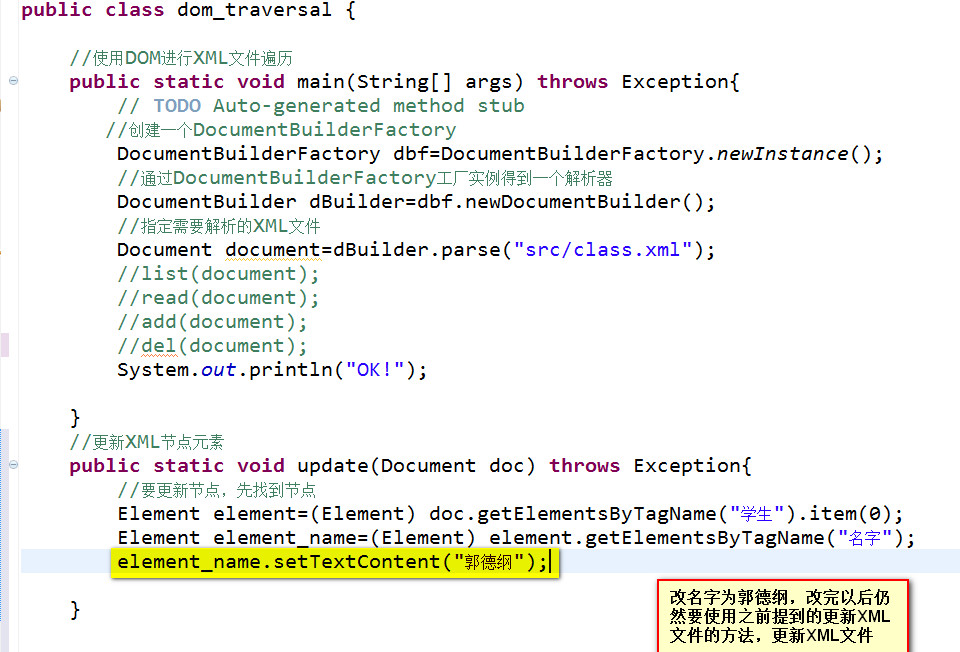 public class dom_traversal {
//使用DOM进行XML文件遍历
public static void main(String[] args) throws Exception{
// TODO Auto-generated method stub
//创建一个DocumentBuilderFactory
DocumentBuilderFactory dbf=DocumentBuilderFactory.newInstance();
//通过DocumentBuilderFactory工厂实例得到一个解析器
DocumentBuilder dBuilder=dbf.newDocumentBuilder();
//指定需要解析的XML文件
Document document=dBuilder.parse("src/class.xml");
//list(document);
//read(document);
//add(document);
//del(document);
System.out.println("OK!");
}
//更新XML节点元素
public static void update(Document doc) throws Exception{
//要更新节点，先找到节点
Element element=(Element) doc.getElementsByTagName("学生").item(0);
Element element_name=(Element) element.getElementsByTagName("名字");
element_name.setTextContent("郭德纲");
}
改名字为郭德纲，改完以后仍
然要使用之前提到的更新XML
文件的方法，更新XML文件